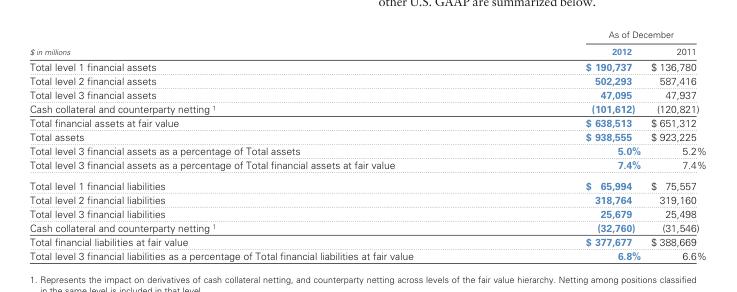 other U.S. GAAP are summarized below.
As of December
$ in millions 2012 2011
Total level 1 financial assets $ 190,737 $ 136,780
Total level 2 financial assets 502,293 587,416
Total level 3 financial assets 47,095 47,937
Cash collateral and counterparty netting 1 (101,612) (120,821)
Total financial assets at fair value $ 638,513 $ 651,312
Total assets $ 938,555 $ 923,225
Total level 3 financial assets as a percentage of Total assets 5.0% 5.2%
Total level 3 financial assets as a percentage of Total financial assets at fair value 7.4% 7.4%
Total level 1 financial liabilities $ 65,994 $ 75,557
Total level 2 financial liabilities 318,764 319,160
Total level 3 financial liabilities 25,679 25,498
Cash collateral and counterparty netting 1 (32,760) (31,546)
Total financial liabilities at fair value $ 377,677 $ 388,669
Total level 3 financial liabilities as a percentage of Total financial liabilities at fair value 6.8% 6.6%
1. Represents the impact on derivatives of cash collateral netting, and counterparty netting across levels of the fair value hierarchy. Netting among positions classified
in the same level is included in that level.